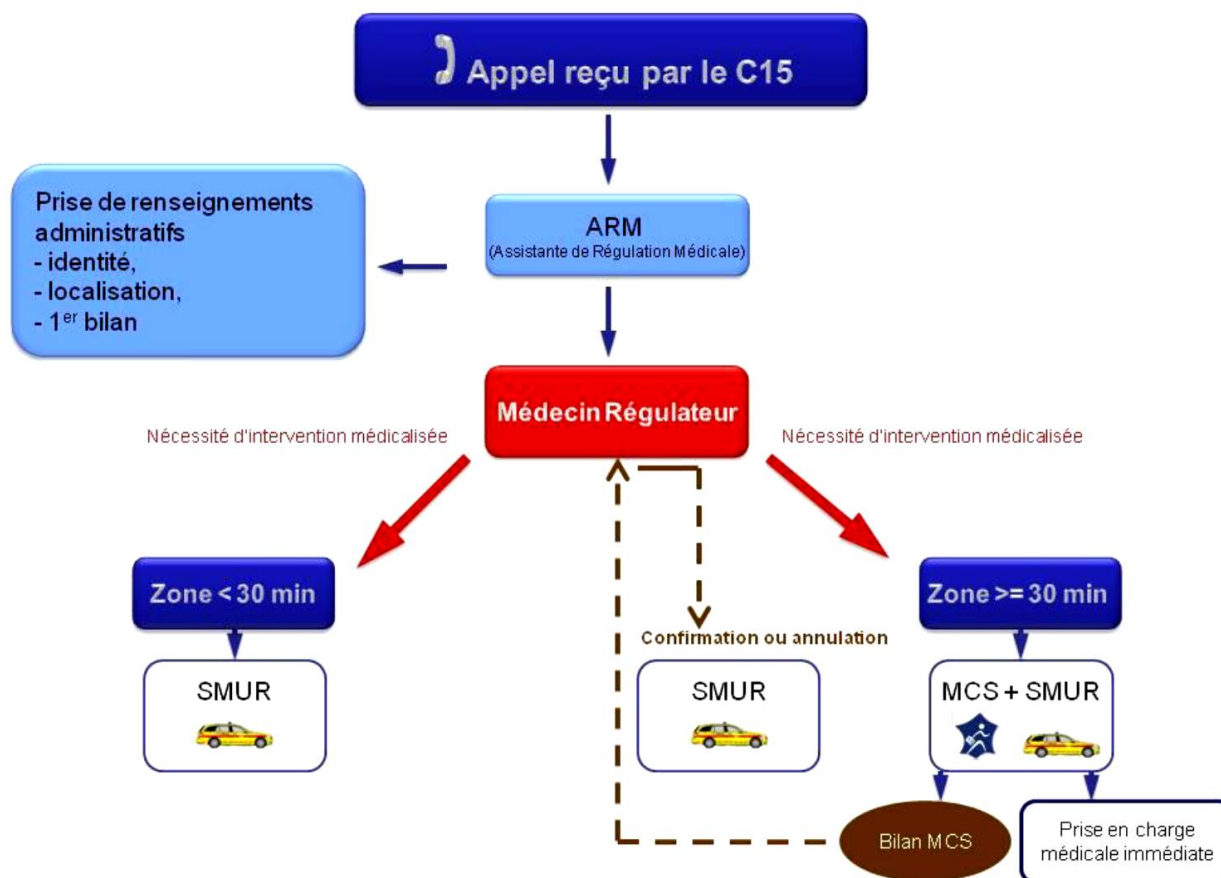 Appel reçu par le C15
Prise de renseignements
administratifs
- identité,
- localisation,
- 1er bilan
ARM
(Assistante de Régulation Médicale)
Médecin Régulateur
Nécessité d'intervention médicalisée
Nécessité d'intervention médicalisée
Zone < 30 min
Zone >= 30 min
Confirmation ou annulation
SMUR
SMUR
MCS + SMUR
Bilan MCS
Prise en charge
médicale immédiate